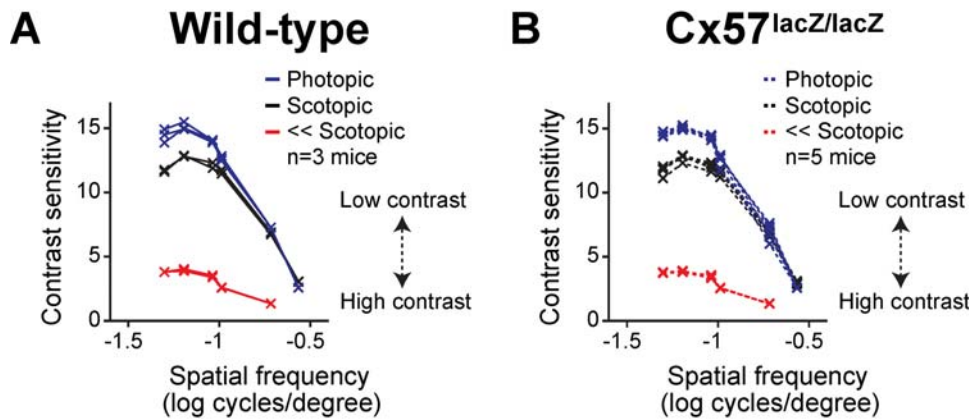 A Wild-type
Photopic
Scotopic
<< Scotopic
n=3 mice
Contrast sensitivity
15
10
5
0
Low contrast
High contrast
-1.5 -1 -0.5
Spatial frequency
(log cycles/degree)
B Cx57lacZ/lacZ
Photopic
Scotopic
<< Scotopic
n=5 mice
Contrast sensitivity
15
10
5
0
Low contrast
High contrast
-1.5 -1 -0.5
Spatial frequency
(log cycles/degree)